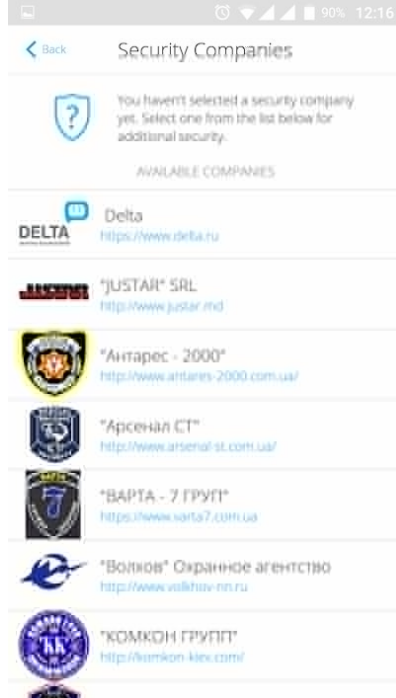 90% 12:16
Back Security Companies
You haven't selected a security company
yet. Select one from the list below for
additional security.
AVAILABLE COMPANIES
DELTA
Delta
https://www.delta.ru
"JUSTAR" SRL
http://www.justar.md
"Антарес - 2000"
http://www.antares-2000.com.ua/
"Арсенал СТ"
http://www.arsenal-st.com.ua/
"ВАРТА - 7 ГРУП"
https://www.varta7.com.ua
"Волхов" Охранное агентство
http://www.volkhov-nn.ru
"КОМКОН ГРУПП"
http://komkon-kiev.com/